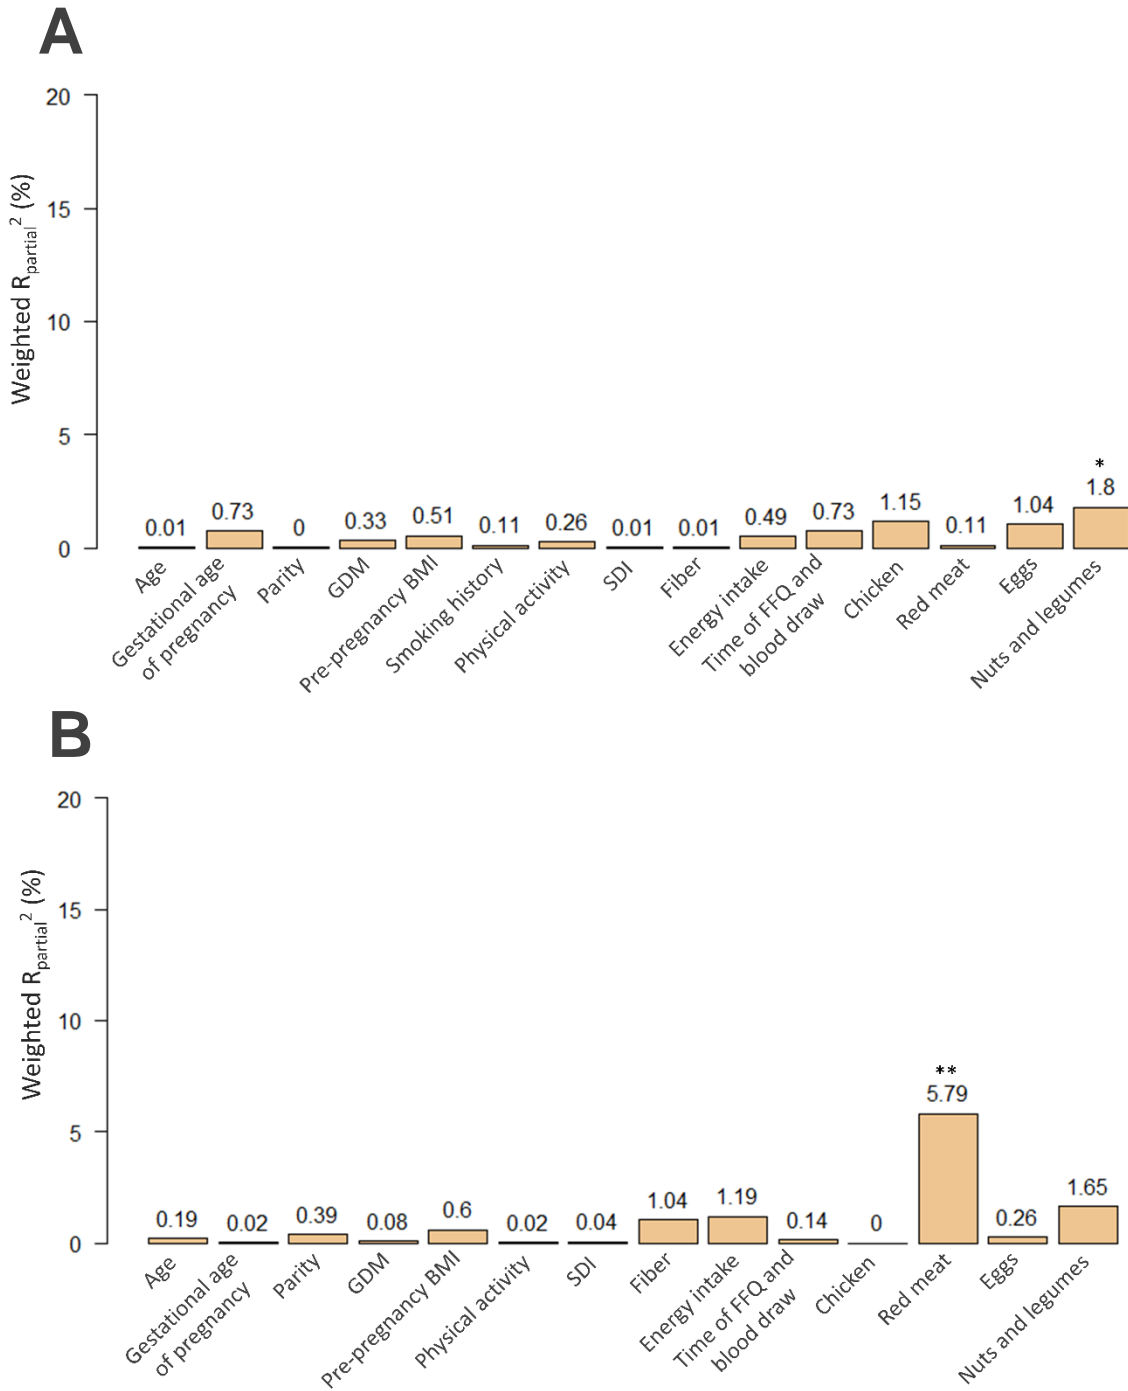 A
Weighted Rpartial2 (%)
20
15
10
5
0
0.01
0.73
0
0.33
0.51
0.11
0.26
0.01
0.01
0.49
0.73
1.15
0.11
1.04
*
1.8
Age
Gestational age
of pregnancy
Parity
GDM
Pre-pregnancy BMI
Smoking history
Physical activity
SDI
Fiber
Energy intake
Time of FFQ and
blood draw
Chicken
Red meat
Eggs
Nuts and legumes
B
Weighted Rpartial2 (%)
20
15
10
5
0
0.19
0.02
0.39
0.08
0.6
0.02
0.04
1.04
1.19
0.14
0
**
5.79
0.26
1.65
Age
Gestational age
of pregnancy
Parity
GDM
Pre-pregnancy BMI
Physical activity
SDI
Fiber
Energy intake
Time of FFQ and
blood draw
Chicken
Red meat
Eggs
Nuts and legumes